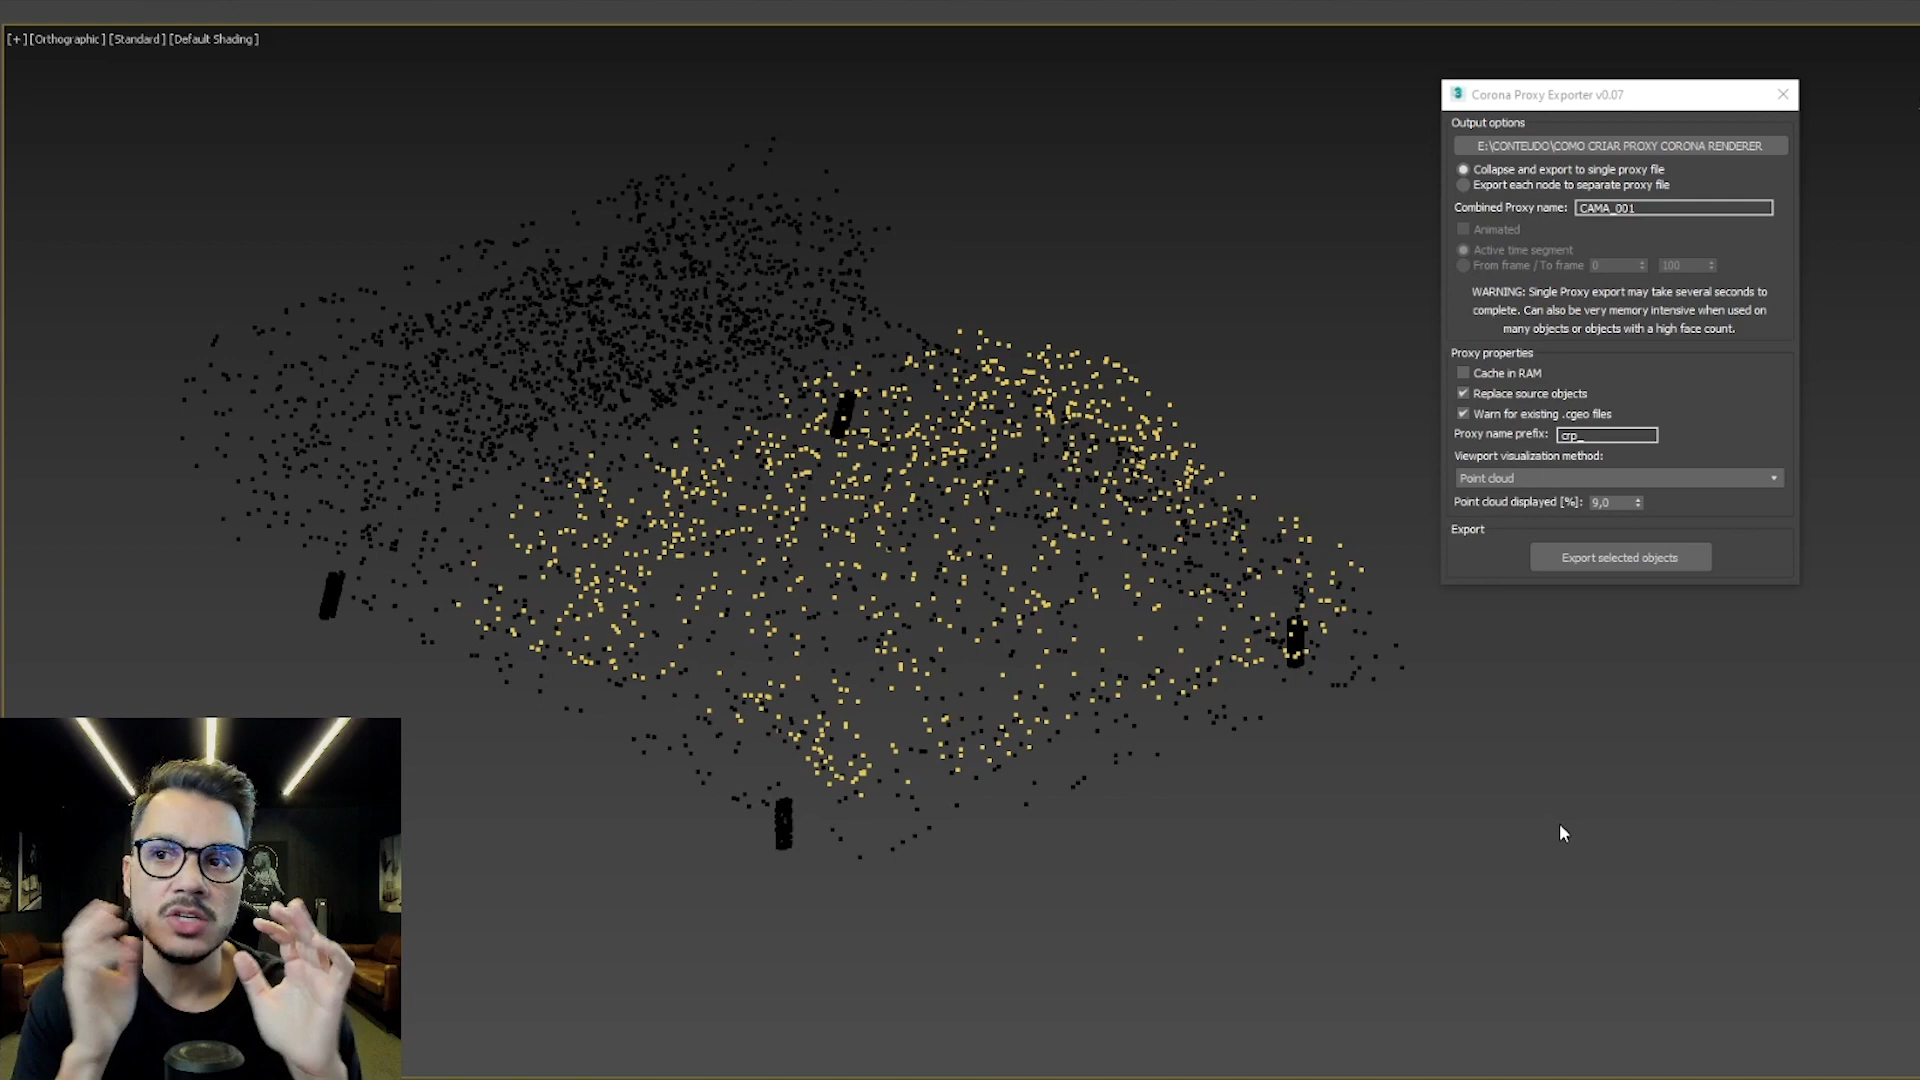 [+] [Orthographic] [Standard] [Default Shading]
3 Corona Proxy Exporter v0.07
Output options
E:\CONTEUDO\COMO CRIAR PROXY CORONA RENDERER
Collapse and export to single proxy file
Export each node to separate proxy file
Combined Proxy name: CAMA_001
Animated
Active time segment
From frame / To frame 0 100
WARNING: Single Proxy export may take several seconds to
complete. Can also be very memory intensive when used on
many objects or objects with a high face count.
Proxy properties
Cache in RAM
Replace source objects
Warn for existing .cgeo files
Proxy name prefix: crp_
Viewport visualization method:
Point cloud
Point cloud displayed [%]: 9,0
Export
Export selected objects